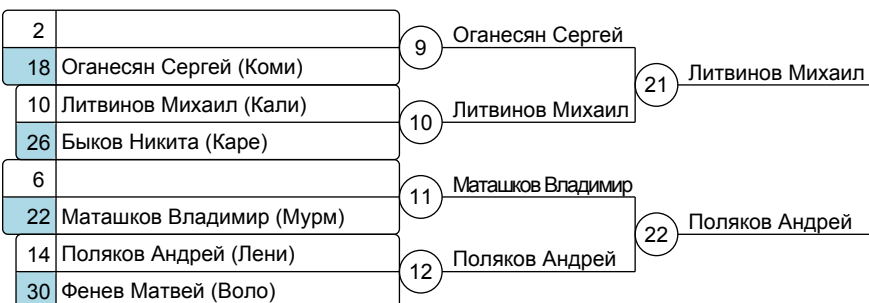 2
18 Оганесян Сергей (Коми)
9 Оганесян Сергей
10 Литвинов Михаил (Кали)
26 Быков Никита (Каре)
10 Литвинов Михаил
21 Литвинов Михаил
6
22 Маташков Владимир (Мурм)
11 Маташков Владимир
14 Поляков Андрей (Лени)
30 Фенев Матвей (Воло)
12 Поляков Андрей
22 Поляков Андрей